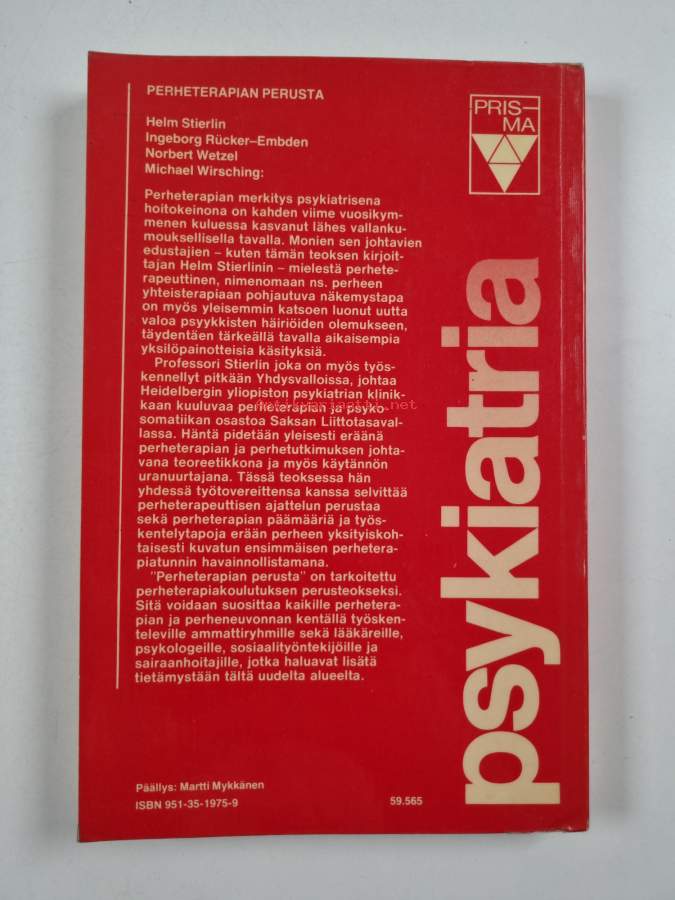 PERHETERAPIAN PERUSTA
Helm Stierlin
Ingeborg Rücker–Embden
Norbert Wetzel
Michael Wirsching:
Perheterapian merkitys psykiatrisena
hoitokeinona on kahden viime vuosikym-
menen kuluessa kasvanut lähes vallanku-
mouksellisella tavalla. Monien sen johtavien
edustajien – kuten tämän teoksen kirjoit-
tajan Helm Stierlinin – mielestä perhete-
rapeuttinen, nimenomaan ns. perheen
yhteisterapiaan pohjautuva näkemystapa
on myös yleisemmin katsoen luonut uutta
valoa psyykkisten häiriöiden olemukseen,
täydentäen tärkeällä tavalla aikaisempia
yksilöpainotteisia käsityksiä.
Professori Stierlin joka on myös työs-
kennellyt pitkään Yhdysvalloissa, johtaa
Heidelbergin yliopiston psykiatrian klinik-
kaan kuuluvaa perheterapian ja psyko-
somatiikan osastoa Saksan Liittotasaval-
lassa. Häntä pidetään yleisesti eräänä
perheterapian ja perhetutkimuksen johta-
vana teoreetikkona ja myös käytännön
uranuurtajana. Tässä teoksessa hän
yhdessä työtovereittensa kanssa selvittää
perheterapeuttisen ajattelun perustaa
sekä perheterapian päämääriä ja työs-
kentelytapoja erään perheen yksityiskoh-
taisesti kuvatun ensimmäisen perhetera-
piatunnin havainnollistamana.
"Perheterapian perusta" on tarkoitettu
perheterapiakoulutuksen perusteokseksi.
Sitä voidaan suosittaa kaikille perhetera-
pian ja perheneuvonnan kentällä työsken-
televille ammattiryhmille sekä lääkäreille,
psykologeille, sosiaalityöntekijöille ja
sairaanhoitajille, jotka haluavat lisätä
tietämystään tältä uudelta alueelta.
Päällys: Martti Mykkänen
ISBN 951-35-1975-9
59.565
PRIS–
MA
psykiatria